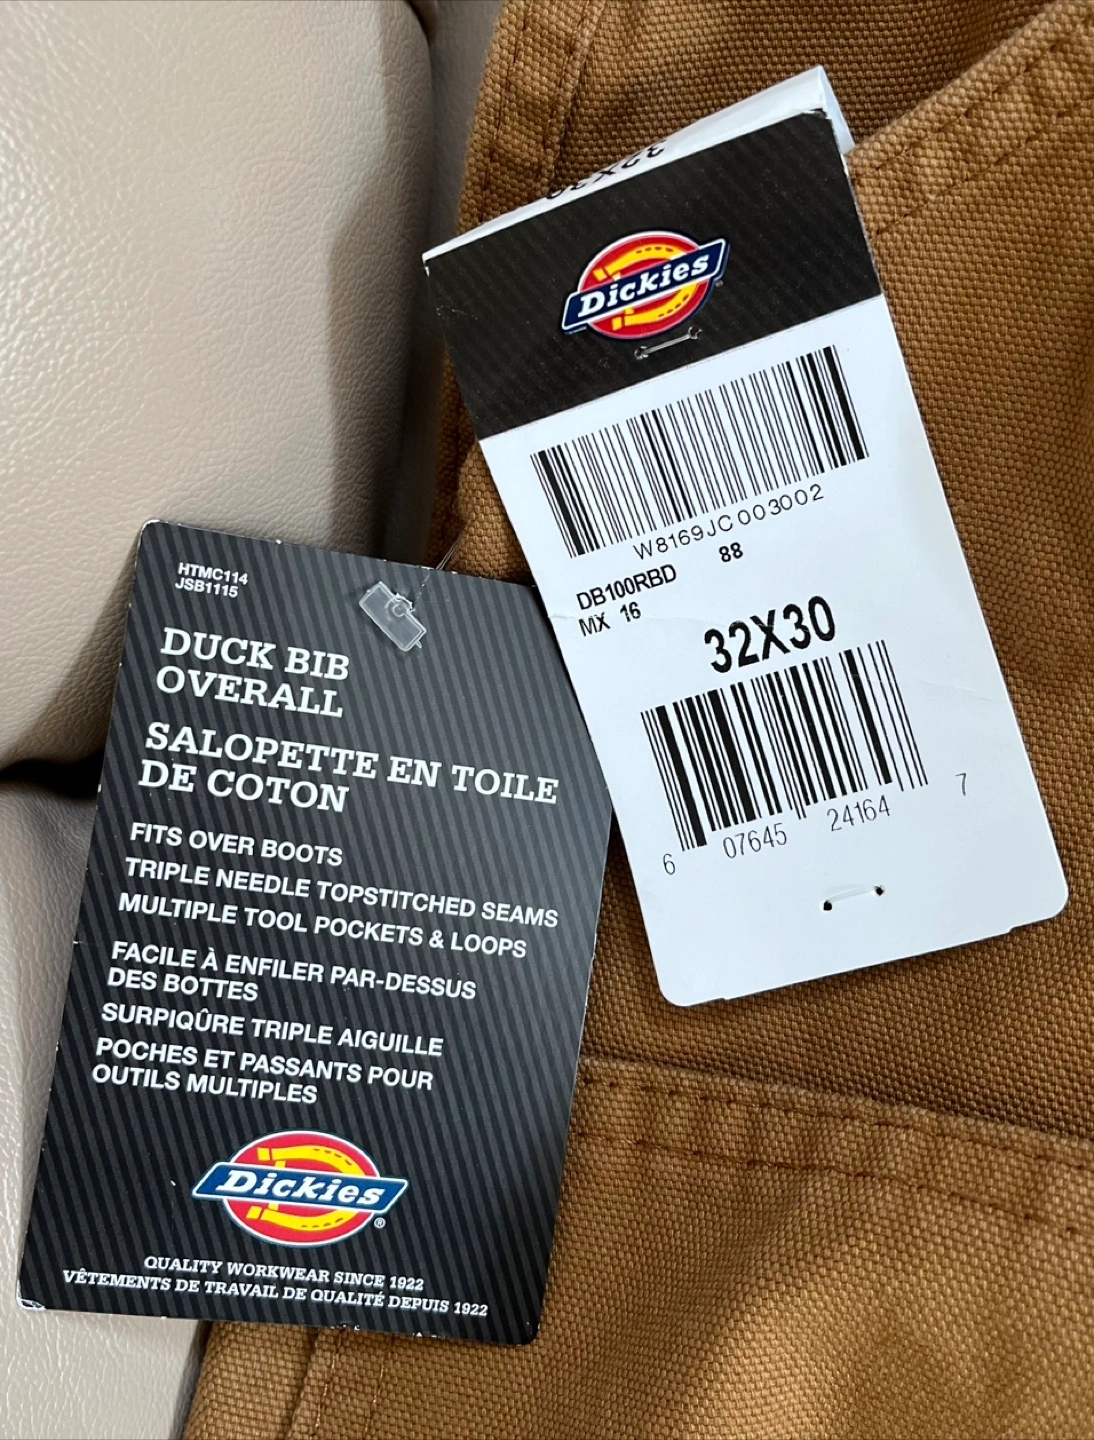 32X30
Dickies
W8169JC003002
DB100RBD 88
MX 16
32X30
6 07645 24164 7
HTMC114
JSB1115
DUCK BIB
OVERALL
SALOPETTE EN TOILE
DE COTON
FITS OVER BOOTS
TRIPLE NEEDLE TOPSTITCHED SEAMS
MULTIPLE TOOL POCKETS & LOOPS
FACILE À ENFILER PAR-DESSUS
DES BOTTES
SURPIQÛRE TRIPLE AIGUILLE
POCHES ET PASSANTS POUR
OUTILS MULTIPLES
Dickies®
QUALITY WORKWEAR SINCE 1922
VÊTEMENTS DE TRAVAIL DE QUALITÉ DEPUIS 1922